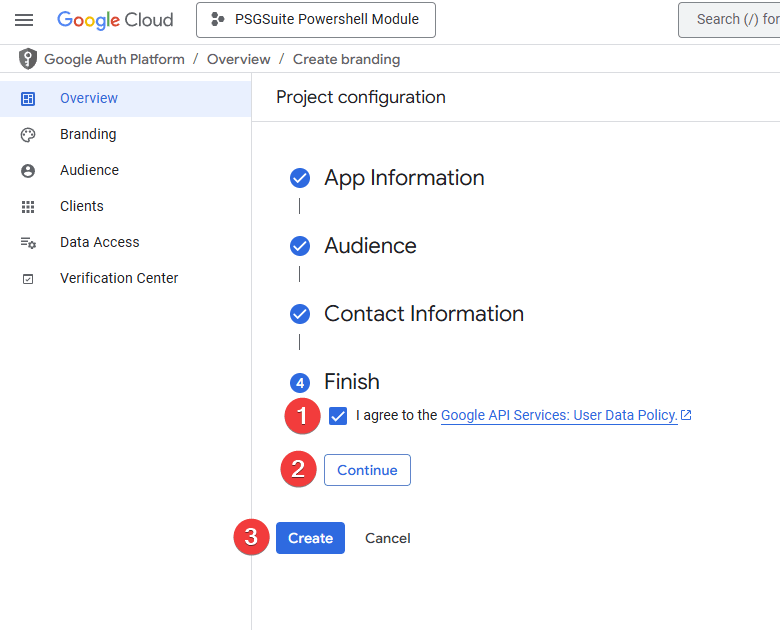 Google Cloud
PSGSuite Powershell Module
Search (/) for
Google Auth Platform / Overview / Create branding
Overview
Branding
Audience
Clients
Data Access
Verification Center
Project configuration
App Information
Audience
Contact Information
4 Finish
1 I agree to the Google API Services: User Data Policy.
2 Continue
3 Create Cancel